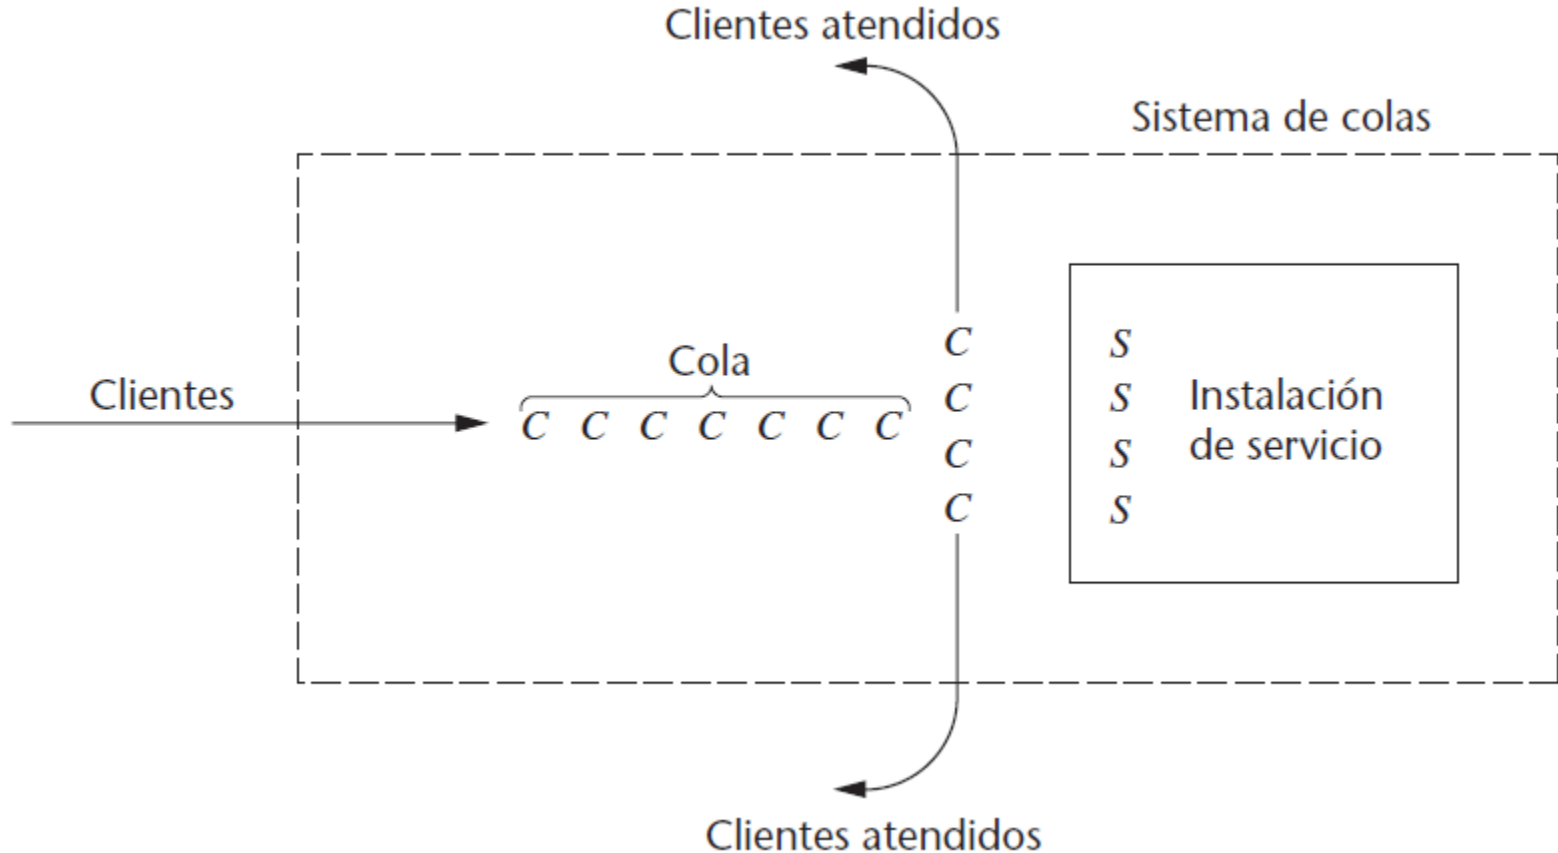 Clientes atendidos
Sistema de colas
Clientes
Cola
C C C C C C C
C
C
C
C
S
S
S
S
Instalación
de servicio
Clientes atendidos